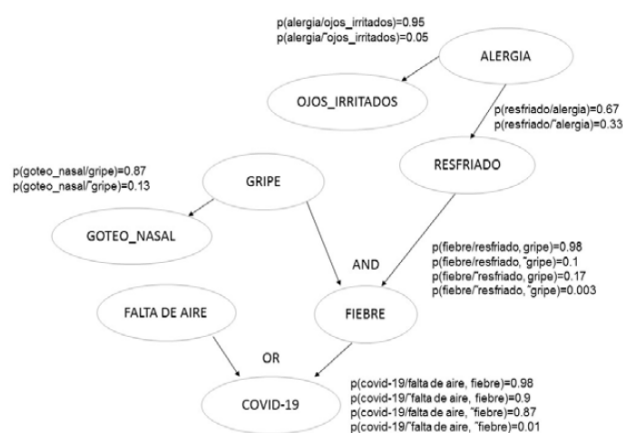 p(alergia/ojos_irritados)=0.95
p(alergia/˜ojos_irritados)=0.05
ALERGIA
OJOS_IRRITADOS
p(resfriado/alergia)=0.67
p(resfriado/˜alergia)=0.33
RESFRIADO
p(goteo_nasal/gripe)=0.87
p(goteo_nasal/˜gripe)=0.13
GRIPE
GOTEO_NASAL
AND
p(fiebre/resfriado, gripe)=0.98
p(fiebre/resfriado, ˜gripe)=0.1
p(fiebre/˜resfriado, gripe)=0.17
p(fiebre/˜resfriado, ˜gripe)=0.003
FALTA DE AIRE
FIEBRE
OR
COVID-19
p(covid-19/falta de aire, fiebre)=0.98
p(covid-19/˜falta de aire, fiebre)=0.9
p(covid-19/falta de aire, ˜fiebre)=0.87
p(covid-19/˜falta de aire, ˜fiebre)=0.01